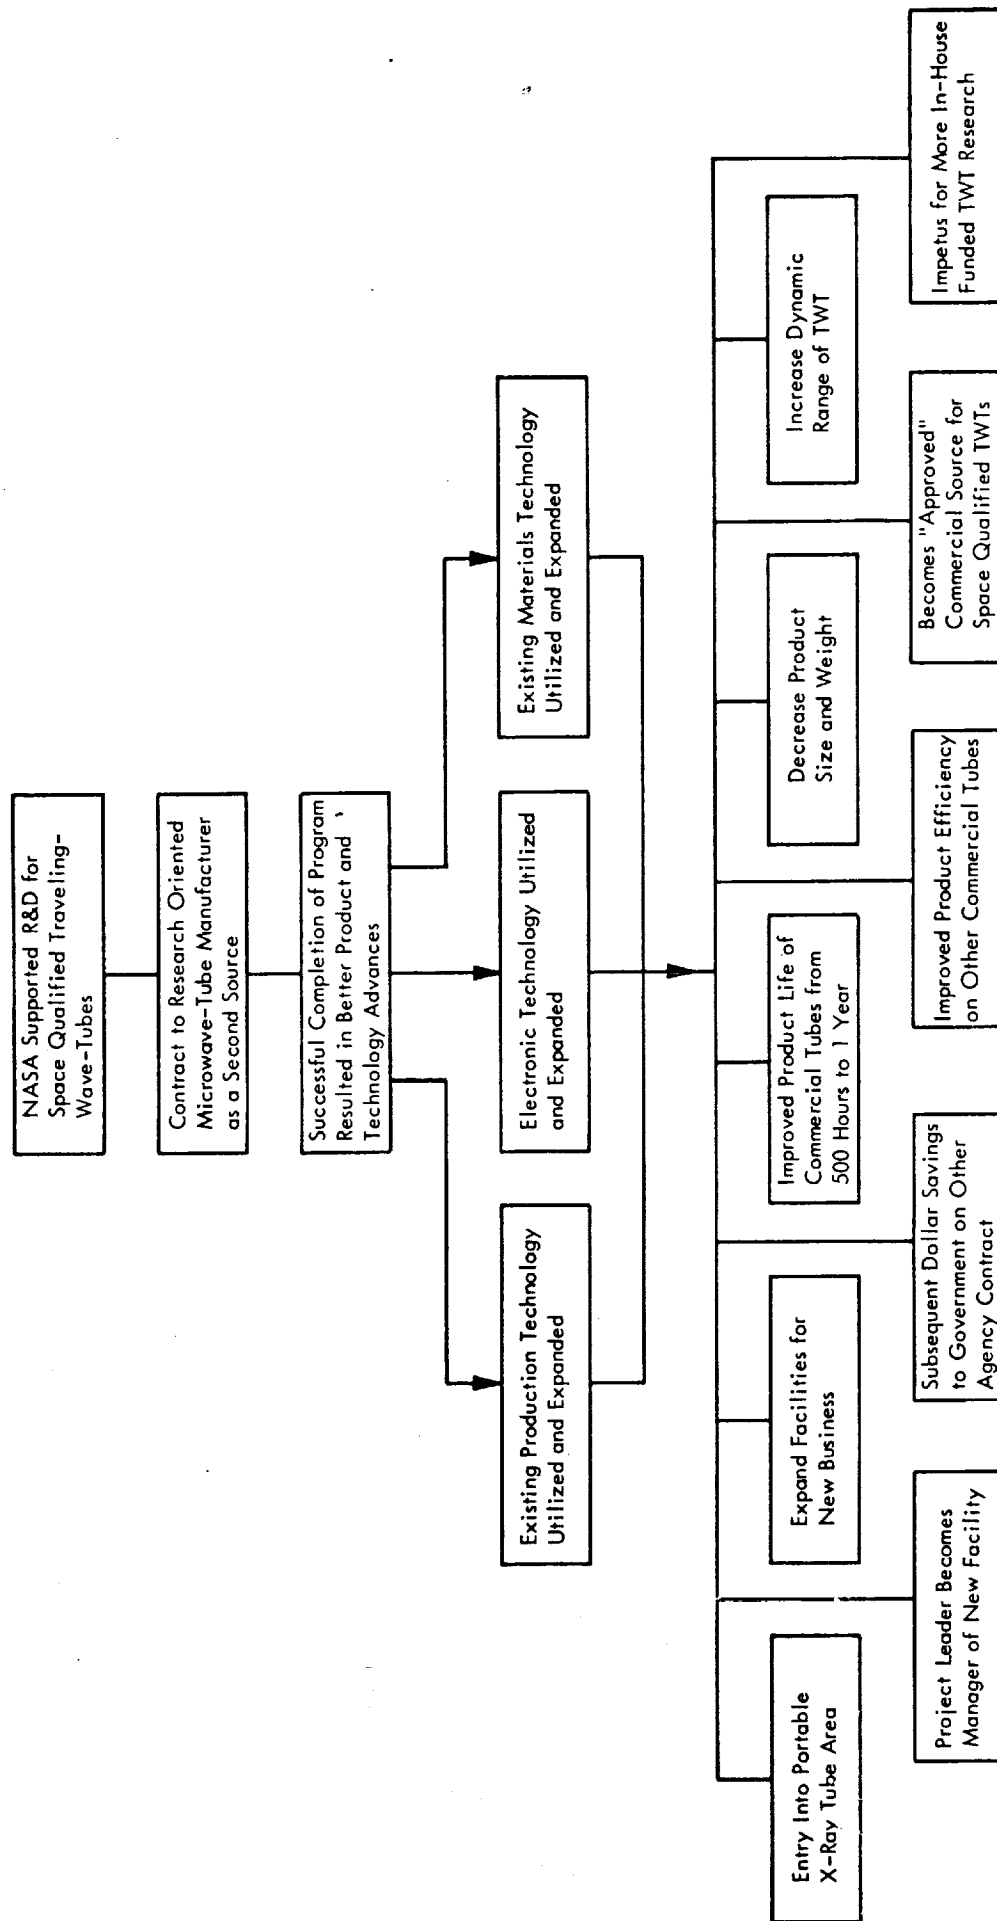 NASA Supported R&D for
Space Qualified Traveling-
Wave-Tubes
Contract to Research Oriented
Microwave-Tube Manufacturer
as a Second Source
Successful Completion of Program
Resulted in Better Product and
Technology Advances
Existing Production Technology
Utilized and Expanded
Electronic Technology Utilized
and Expanded
Existing Materials Technology
Utilized and Expanded
Entry Into Portable
X-Ray Tube Area
Expand Facilities for
New Business
Improved Product Life of
Commercial Tubes from
500 Hours to 1 Year
Decrease Product
Size and Weight
Increase Dynamic
Range of TWT
Project Leader Becomes
Manager of New Facility
Subsequent Dollar Savings
to Government on Other
Agency Contract
Improved Product Efficiency
on Other Commercial Tubes
Becomes "Approved"
Commercial Source for
Space Qualified TWTs
Impetus for More In-House
Funded TWT Research